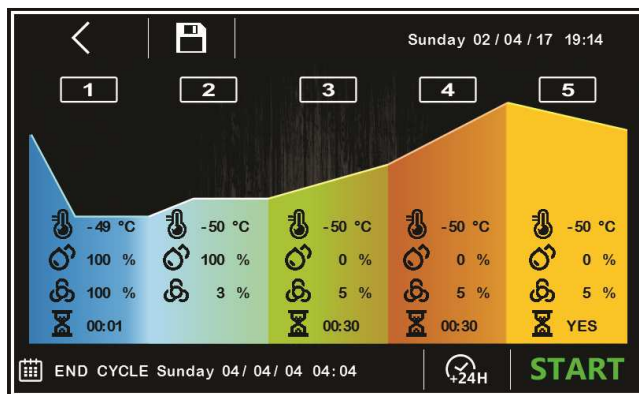 Sunday 02 / 04 / 17 19:14
1 2 3 4 5
-49 °C -50 °C -50 °C -50 °C -50 °C
100 % 100 % 0 % 0 % 0 %
100 % 3 % 5 % 5 % 5 %
00:01 00:30 00:30 YES
END CYCLE Sunday 04/ 04/ 04 04:04 +24H START